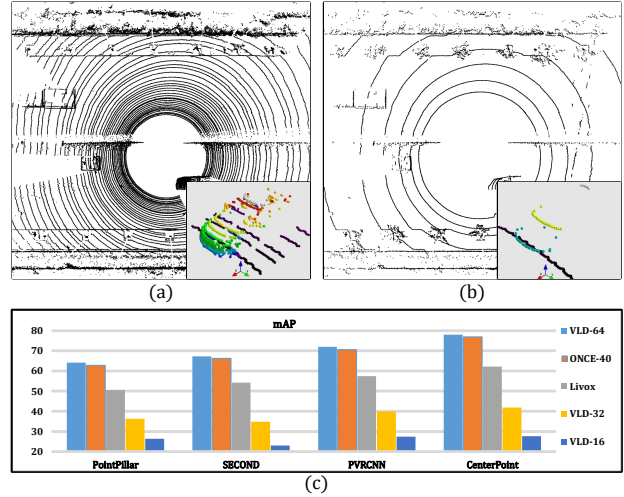 (a)
(b)
mAP
80
70
60
50
40
30
20
PointPillar
SECOND
PVRCNN
CenterPoint
VLD-64
ONCE-40
Livox
VLD-32
VLD-16
(c)